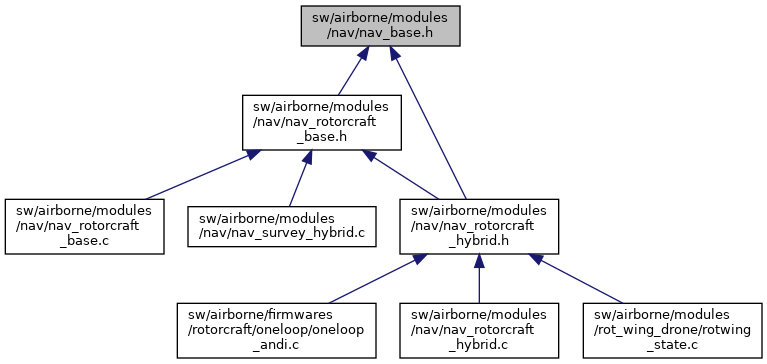 sw/airborne/modules
/nav/nav_base.h
sw/airborne/modules
/nav/nav_rotorcraft
_base.h
sw/airborne/modules
/nav/nav_rotorcraft
_base.c
sw/airborne/modules
/nav/nav_survey_hybrid.c
sw/airborne/modules
/nav/nav_rotorcraft
_hybrid.h
sw/airborne/firmwares
/rotorcraft/oneloop/oneloop
_andi.c
sw/airborne/modules
/nav/nav_rotorcraft
_hybrid.c
sw/airborne/modules
/rot_wing_drone/rotwing
_state.c